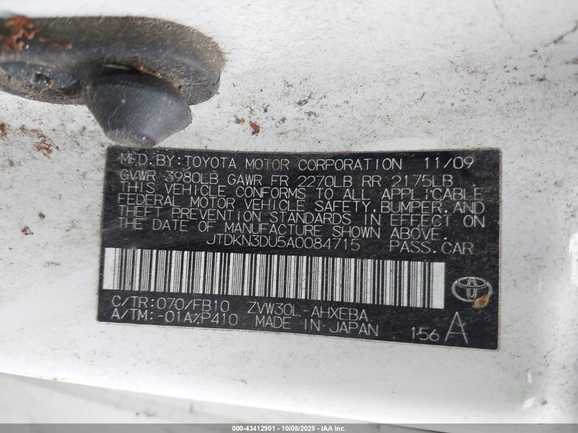 MFD.BY:TOYOTA MOTOR CORPORATION 11/09
GVWR 3980LB GAWR FR 2270LB RR 2175LB
THIS VEHICLE CONFORMS TO ALL APPLICABLE
FEDERAL MOTOR VEHICLE SAFETY,BUMPER,AND
THEFT PREVENTION STANDARDS IN EFFECT ON
THE DATE OF MANUFACTURE SHOWN ABOVE.
JTDKN3DU5A0084715 PASS.CAR
C/TR:070/FB10 ZVW30L-AHXEBA
A/TM:-01A/P410 MADE IN JAPAN 156 A
000-43412901 - 10/08/2025 - IAA Inc.